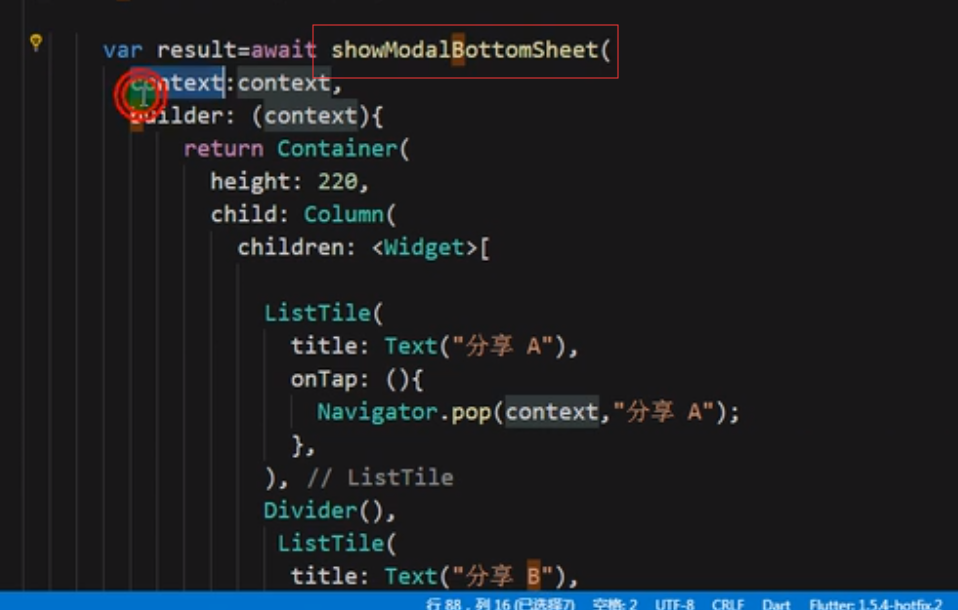 var result=await showModalBottomSheet(
context:context,
builder: (context){
return Container(
height: 220,
child: Column(
children: <Widget>[
ListTile(
title: Text("分享 A"),
onTap: (){
Navigator.pop(context,"分享 A");
},
), // ListTile
Divider(),
ListTile(
title: Text("分享 B"),
行 88，列 16 (已选择7) 空格: 2 UTF-8 CRLF Dart Flutter: 1.5.4-hotfix.2